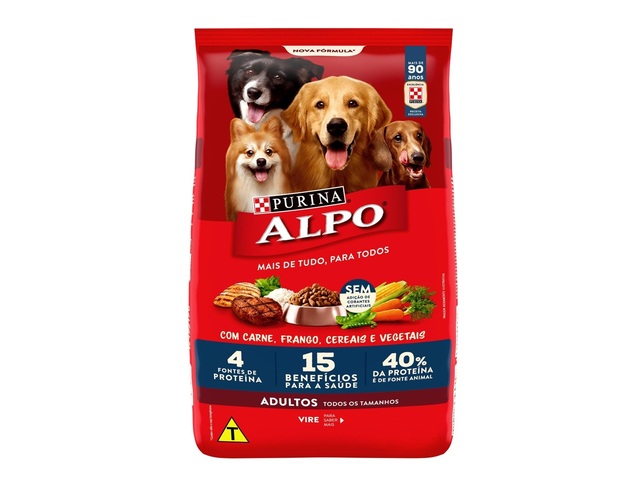 NOVA FÓRMULA*
MAIS DE
90
anos
PURINA
PURINA
ALPO®
MAIS DE TUDO, PARA TODOS
SEM
ADIÇÃO DE
CORANTES
ARTIFICIAIS
COM CARNE, FRANGO, CEREAIS E VEGETAIS
4
FONTES DE
PROTEÍNA
15
BENEFÍCIOS
PARA A SAÚDE
40%
DA PROTEÍNA
É DE FONTE ANIMAL
ADULTOS TODOS OS TAMANHOS
VIRE PARA
SABER
MAIS
T